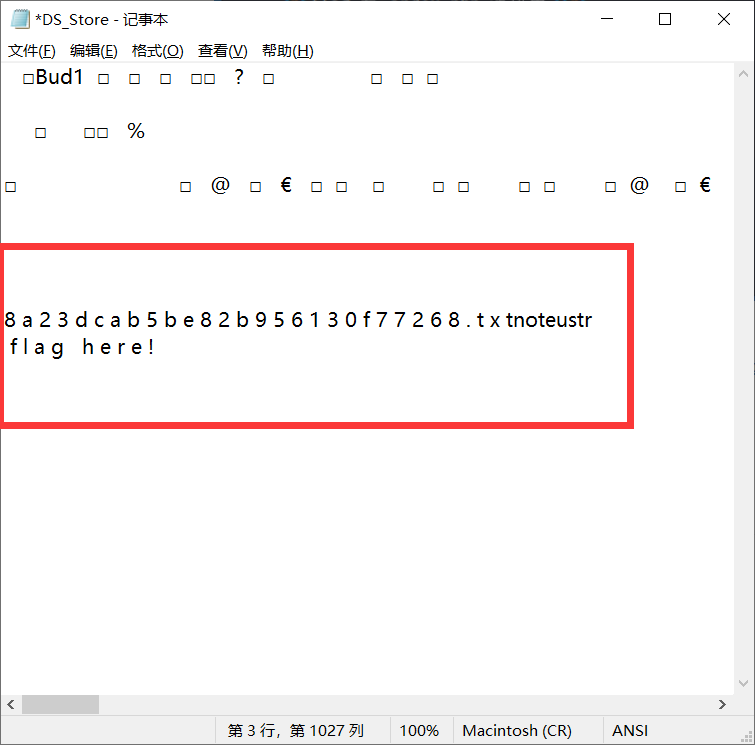 *DS_Store - 记事本
文件(F) 编辑(E) 格式(O) 查看(V) 帮助(H)
□Bud1 □ □ □ □□ ? □ □ □ □
□ □□ %
□ □ @ □ € □ □ □ □ □ □ □ □ @ □ €
8 a 2 3 d c a b 5 b e 8 2 b 9 5 6 1 3 0 f 7 7 2 6 8 . t x tnoteustr
f l a g h e r e !
第 3 行，第 1027 列 100% Macintosh (CR) ANSI